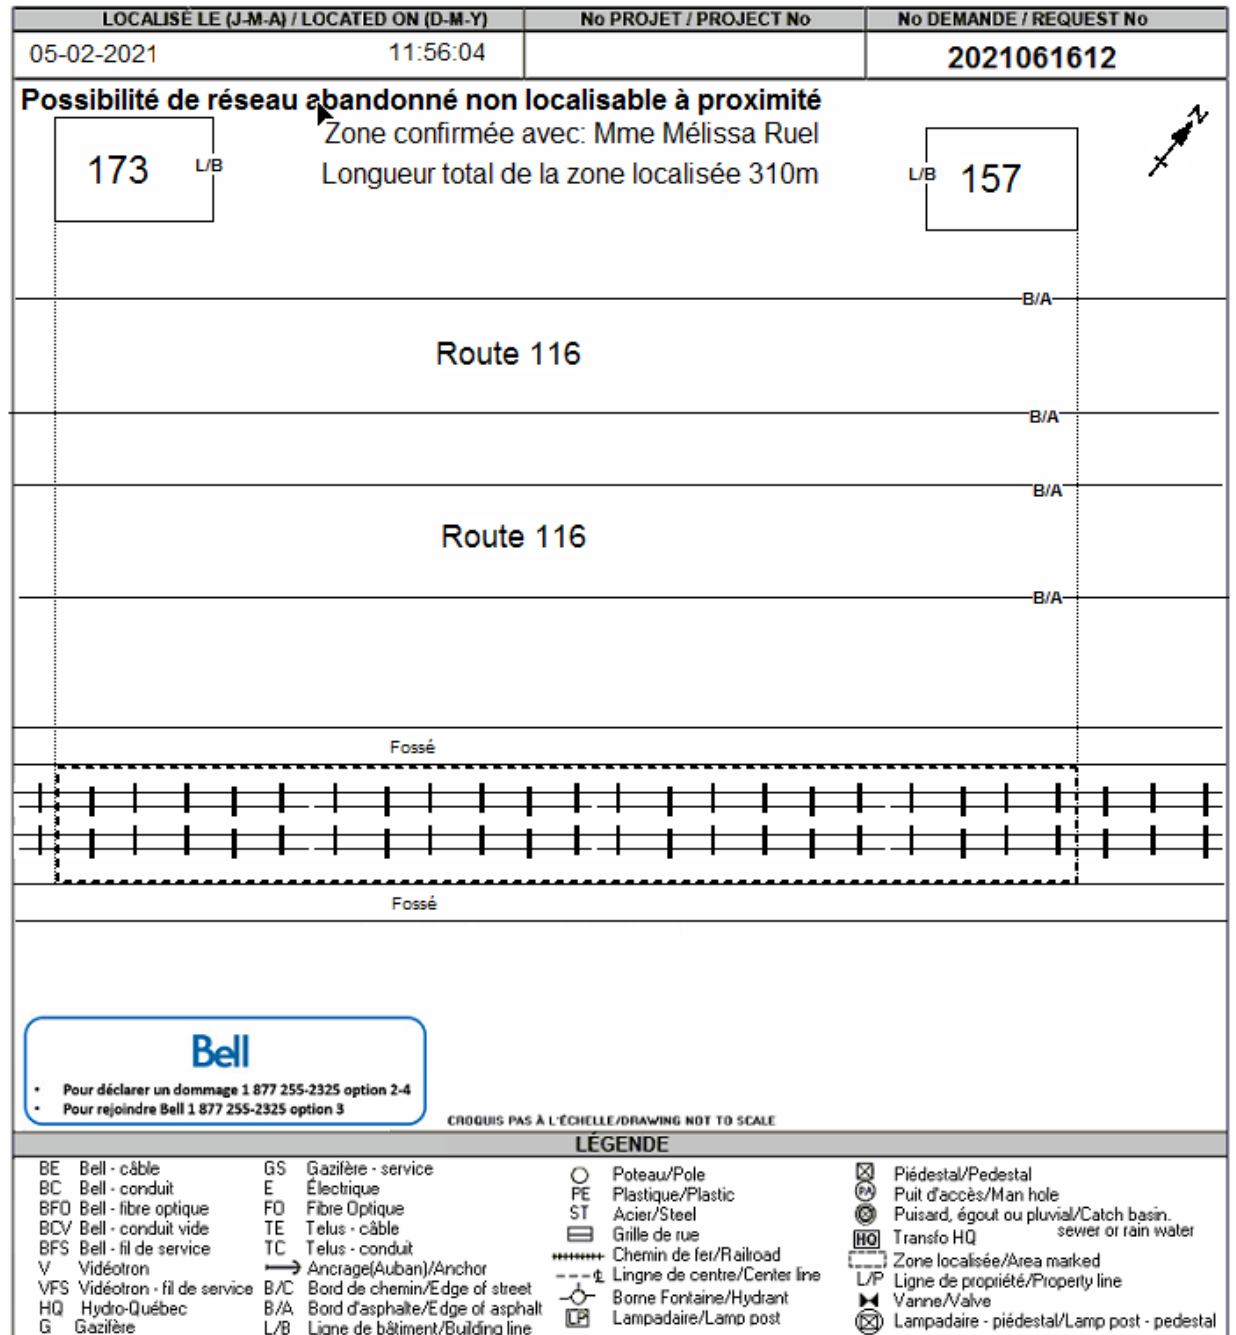 LOCALISÉ LE (J-M-A) / LOCATED ON (D-M-Y) No PROJET / PROJECT No No DEMANDE / REQUEST No
05-02-2021 11:56:04 2021061612
Possibilité de réseau abandonné non localisable à proximité
Zone confirmée avec: Mme Mélissa Ruel
Longueur total de la zone localisée 310m
173 L/B L/B 157
N
B/A
Route 116
B/A
B/A
Route 116
B/A
Fossé
Fossé
Bell
• Pour déclarer un dommage 1 877 255-2325 option 2-4
• Pour rejoindre Bell 1 877 255-2325 option 3
CROQUIS PAS À L'ÉCHELLE/DRAWING NOT TO SCALE
LÉGENDE
BE Bell - câble
BC Bell - conduit
BFO Bell - fibre optique
BCV Bell - conduit vide
BFS Bell - fil de service
V Vidéotron
VFS Vidéotron - fil de service
HQ Hydro-Québec
G Gazifère
GS Gazifère - service
E Électrique
FO Fibre Optique
TE Telus - câble
TC Telus - conduit
Ancrage(Auban)/Anchor
B/C Bord de chemin/Edge of street
B/A Bord d'asphalte/Edge of asphalt
L/B Ligne de bâtiment/Building line
Poteau/Pole
PE Plastique/Plastic
ST Acier/Steel
Grille de rue
Chemin de fer/Railroad
Lingne de centre/Center line
Borne Fontaine/Hydrant
LP Lampadaire/Lamp post
Piédestal/Pedestal
PA Puit d'accès/Man hole
Puisard, égout ou pluvial/Catch basin.
sewer or rain water
HQ Transfo HQ
Zone localisée/Area marked
L/P Ligne de propriété/Property line
Vanne/Valve
Lampadaire - piédestal/Lamp post - pedestal